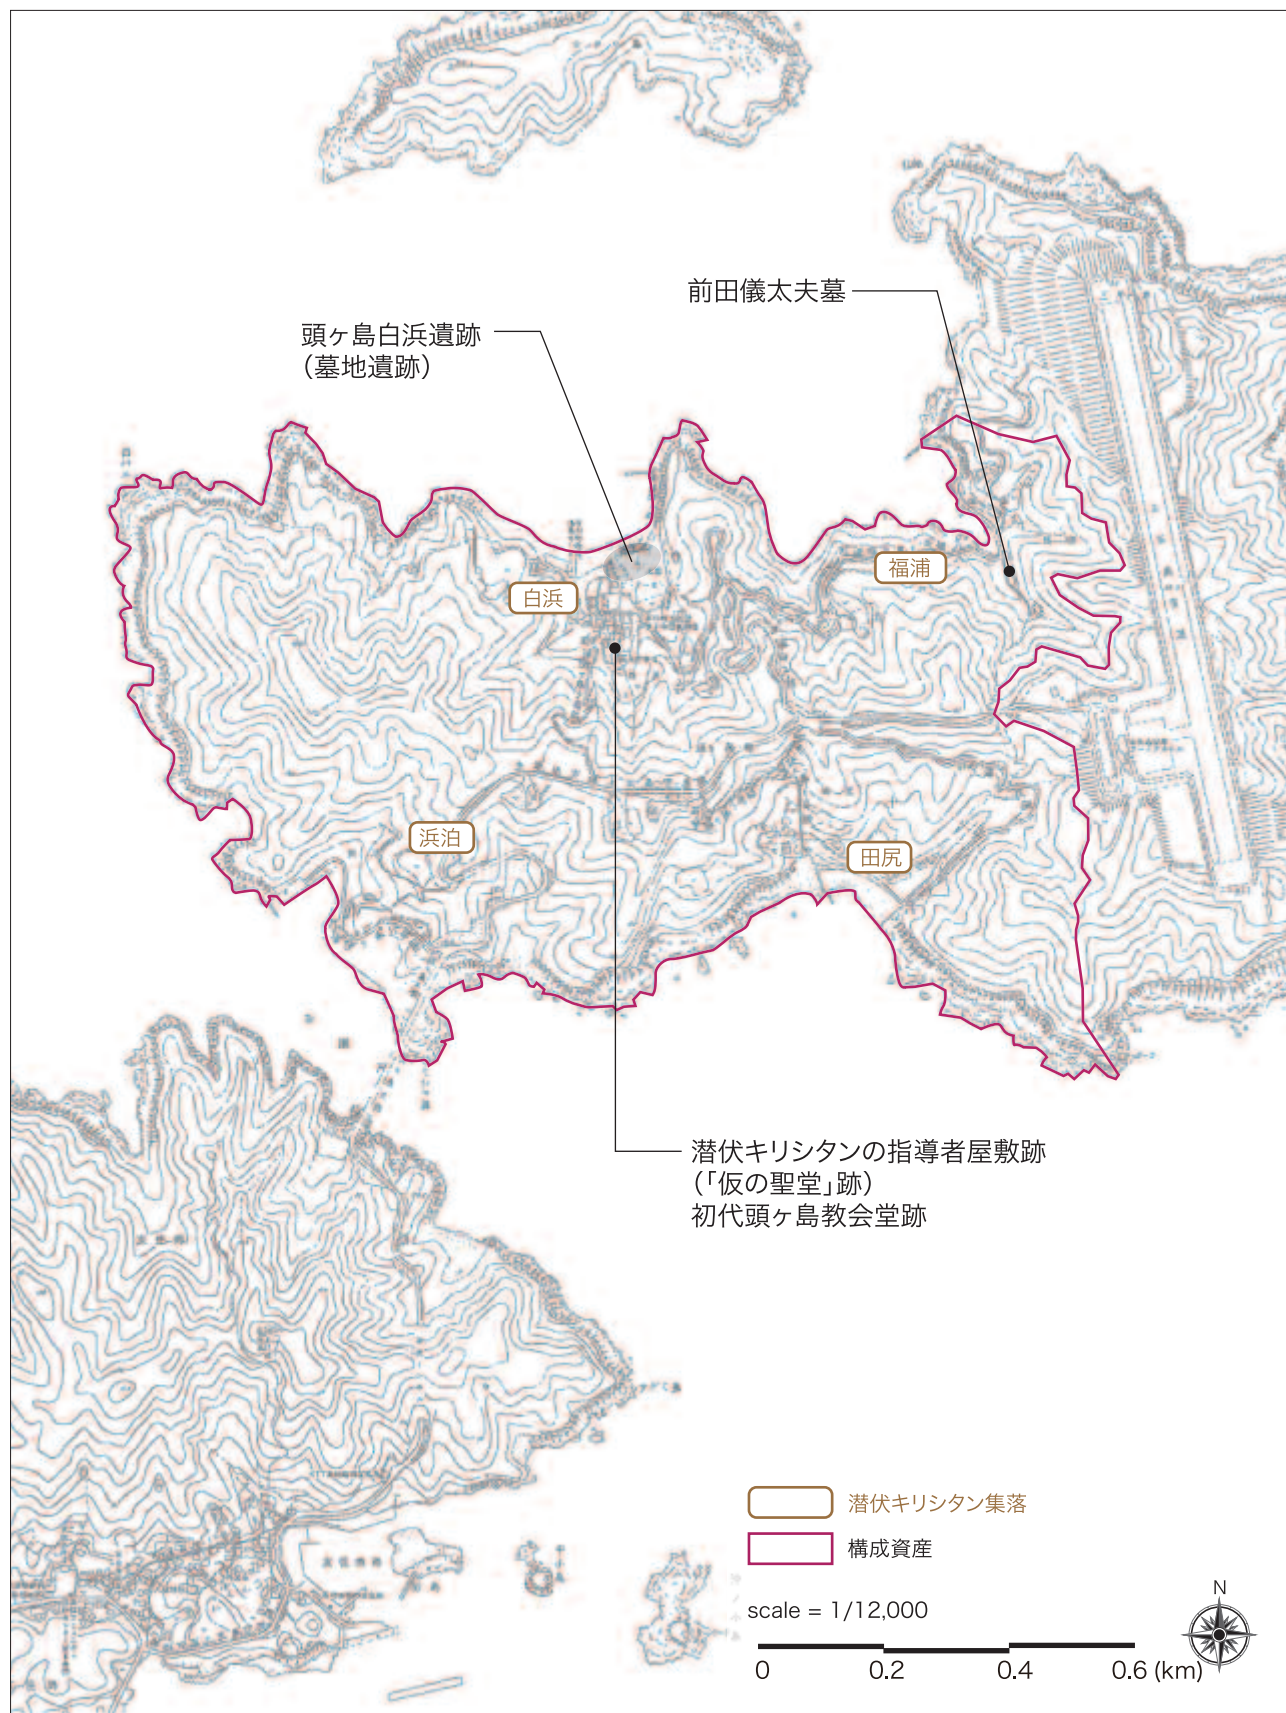 前田儀太夫墓
頭ヶ島白浜遺跡
（墓地遺跡）
福浦
白浜
浜泊
田尻
潜伏キリシタンの指導者屋敷跡
（「仮の聖堂」跡）
初代頭ヶ島教会堂跡
潜伏キリシタン集落
構成資産
scale = 1/12,000
N
0 0.2 0.4 0.6 (km)